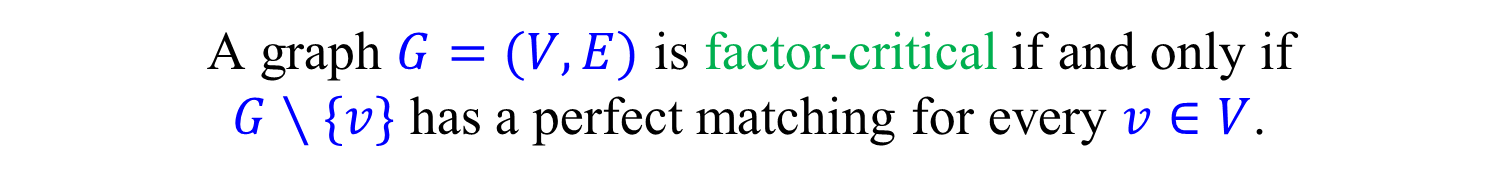 A graph G = (V, E) is factor-critical if and only if
G \ {v} has a perfect matching for every v ∈ V.